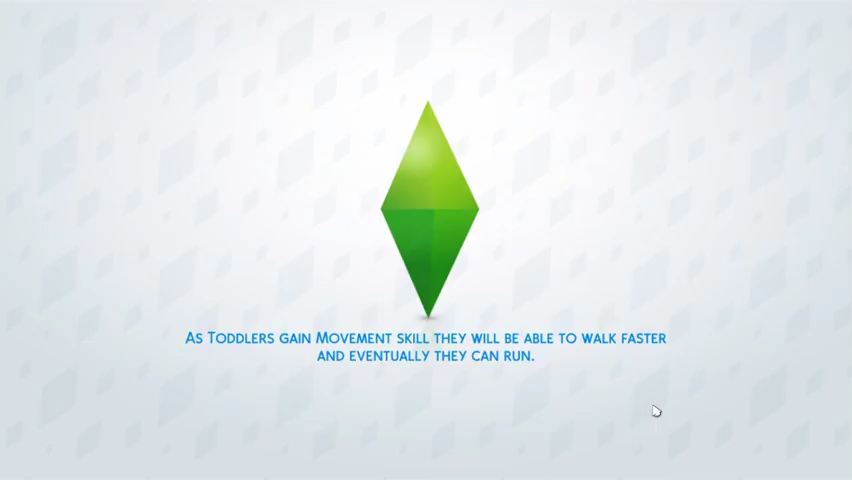 As Toddlers gain Movement skill they will be able to walk faster
and eventually they can run.